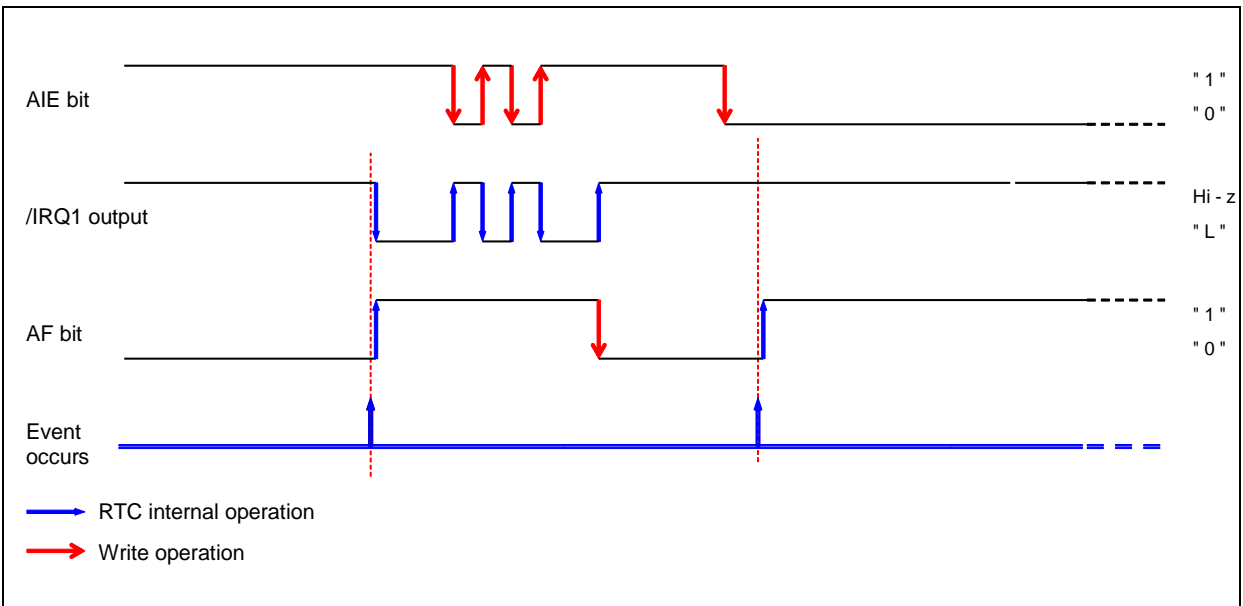 AIE bit
" 1 "
" 0 "
/IRQ1 output
Hi - z
" L "
AF bit
" 1 "
" 0 "
Event
occurs
RTC internal operation
Write operation